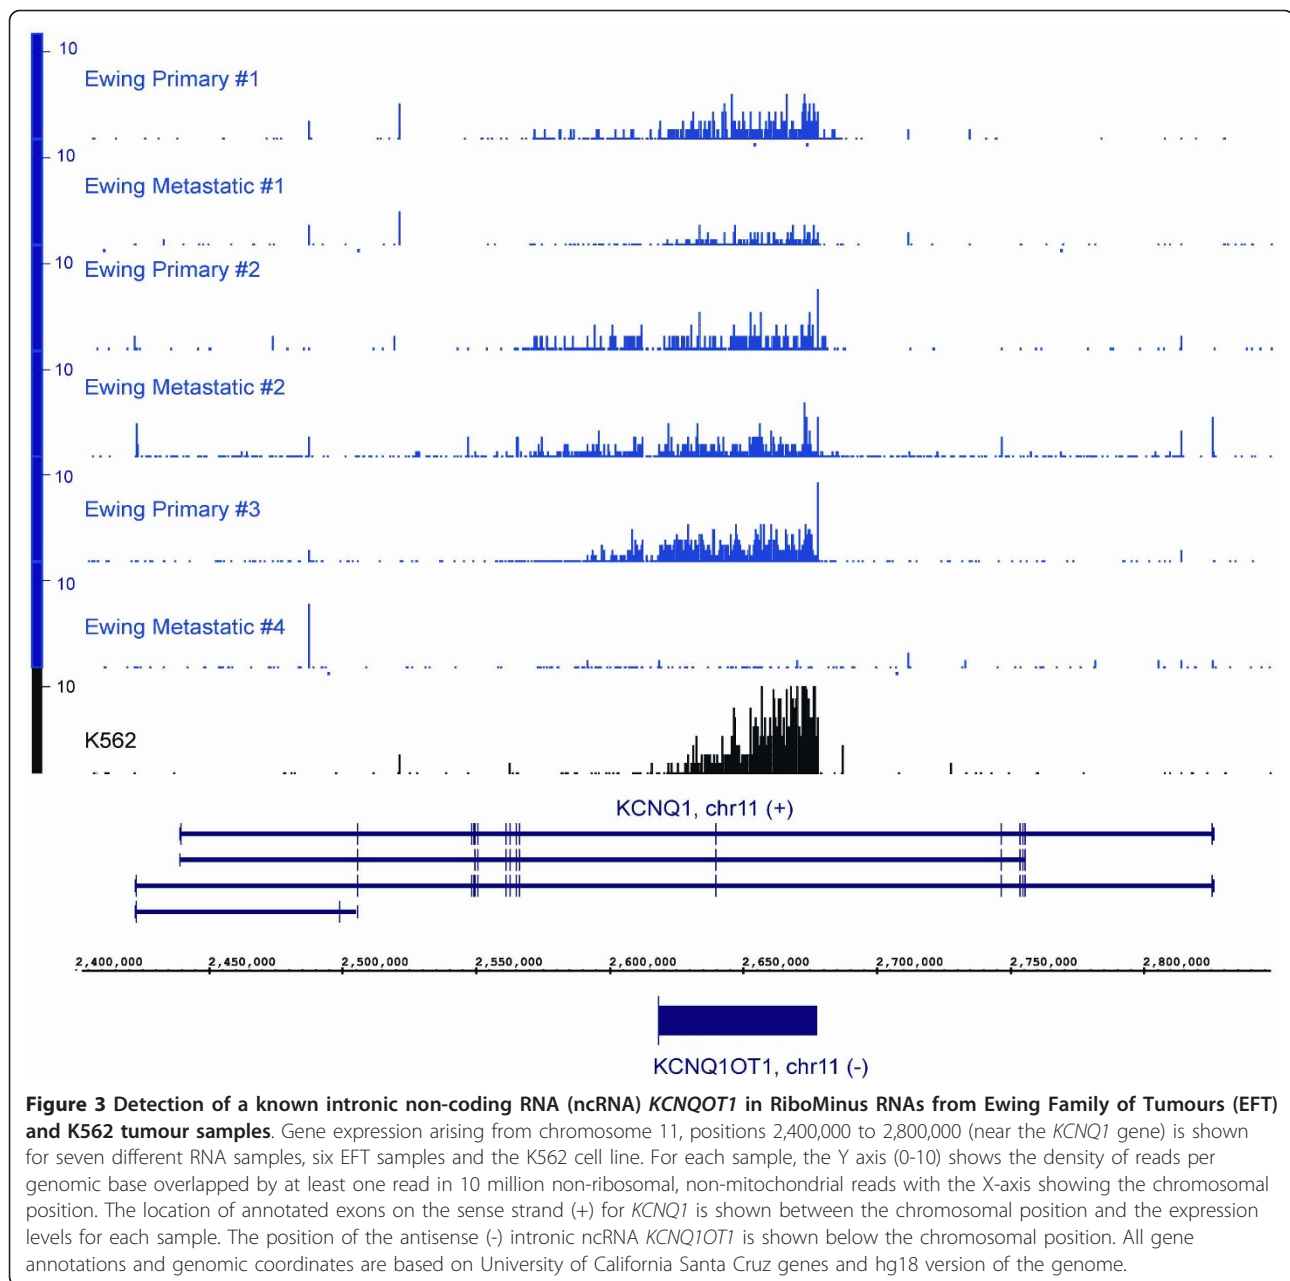 10
Ewing Primary #1
10
Ewing Metastatic #1
10
Ewing Primary #2
10
Ewing Metastatic #2
10
Ewing Primary #3
10
Ewing Metastatic #4
10
K562
KCNQ1, chr11 (+)
2,400,000 2,450,000 2,500,000 2,550,000 2,600,000 2,650,000 2,700,000 2,750,000 2,800,000
KCNQ1OT1, chr11 (-)
Figure 3 Detection of a known intronic non-coding RNA (ncRNA) KCNQOT1 in RiboMinus RNAs from Ewing Family of Tumours (EFT)
and K562 tumour samples. Gene expression arising from chromosome 11, positions 2,400,000 to 2,800,000 (near the KCNQ1 gene) is shown
for seven different RNA samples, six EFT samples and the K562 cell line. For each sample, the Y axis (0-10) shows the density of reads per
genomic base overlapped by at least one read in 10 million non-ribosomal, non-mitochondrial reads with the X-axis showing the chromosomal
position. The location of annotated exons on the sense strand (+) for KCNQ1 is shown between the chromosomal position and the expression
levels for each sample. The position of the antisense (-) intronic ncRNA KCNQ1OT1 is shown below the chromosomal position. All gene
annotations and genomic coordinates are based on University of California Santa Cruz genes and hg18 version of the genome.